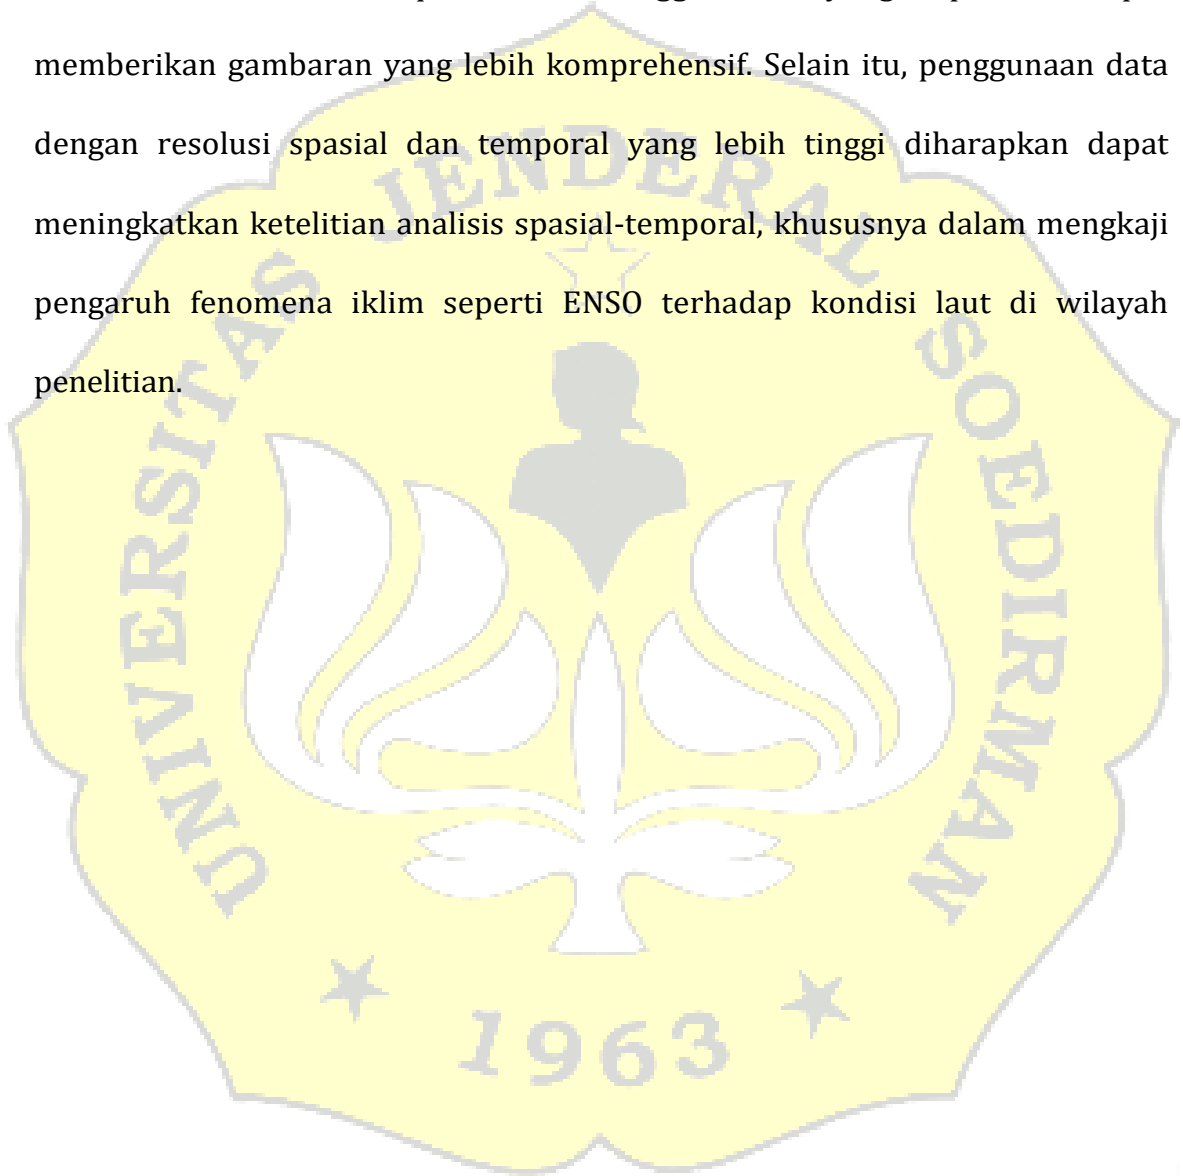 memberikan gambaran yang lebih komprehensif. Selain itu, penggunaan data
dengan resolusi spasial dan temporal yang lebih tinggi diharapkan dapat
meningkatkan ketelitian analisis spasial-temporal, khususnya dalam mengkaji
pengaruh fenomena iklim seperti ENSO terhadap kondisi laut di wilayah
penelitian.
UNIVERSITAS JENDERAL SOEDIRMAN
1963